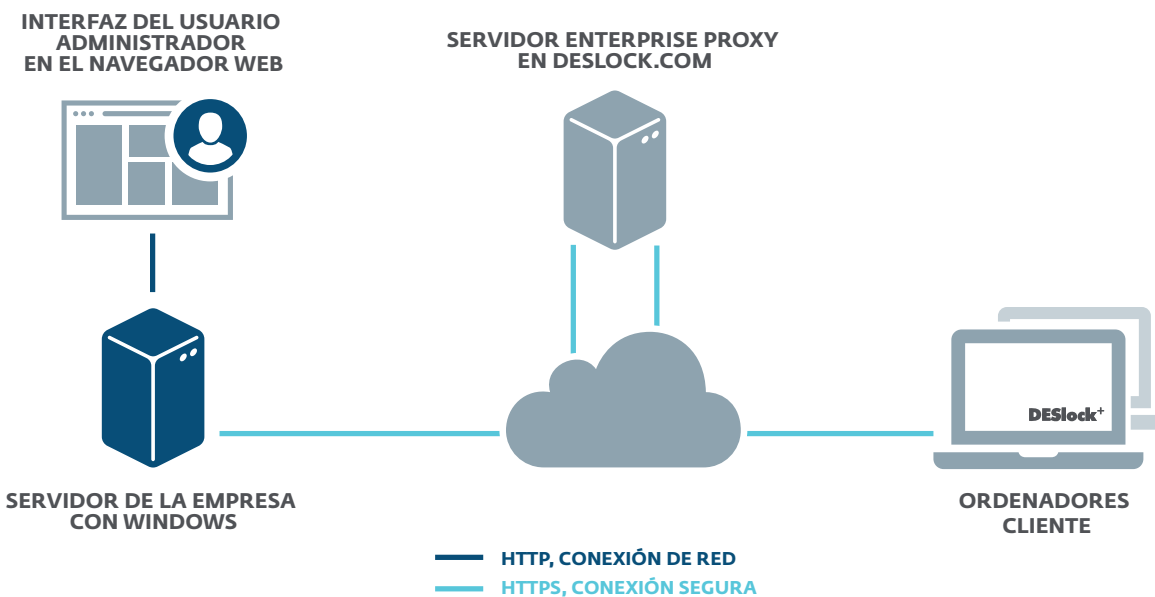 INTERFAZ DEL USUARIO
ADMINISTRADOR
EN EL NAVEGADOR WEB
SERVIDOR ENTERPRISE PROXY
EN DESLOCK.COM
DESlock+
SERVIDOR DE LA EMPRESA
CON WINDOWS
ORDENADORES
CLIENTE
HTTP, CONEXIÓN DE RED
HTTPS, CONEXIÓN SEGURA